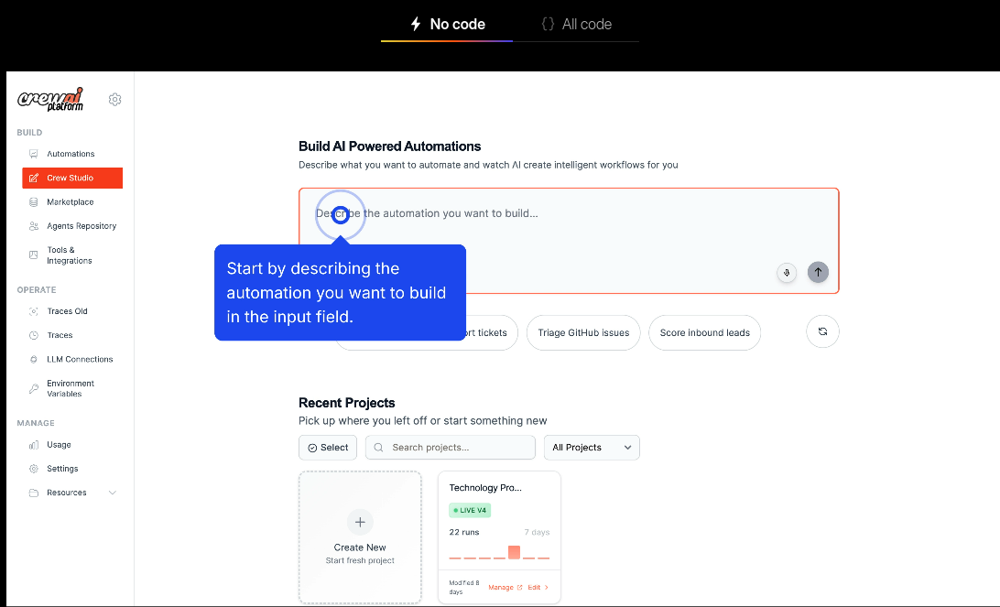 No code
{} All code
crewai
platform
BUILD
Automations
Crew Studio
Marketplace
Agents Repository
Tools &
Integrations
OPERATE
Traces Old
Traces
LLM Connections
Environment
Variables
MANAGE
Usage
Settings
Resources
Build AI Powered Automations
Describe what you want to automate and watch AI create intelligent workflows for you
Describe the automation you want to build...
Start by describing the
automation you want to build
in the input field.
tickets
Triage GitHub issues
Score inbound leads
Recent Projects
Pick up where you left off or start something new
Select
Search projects...
All Projects
Create New
Start fresh project
Technology Pro...
LIVE V4
22 runs
7 days
Modified 8
days
Manage
Edit